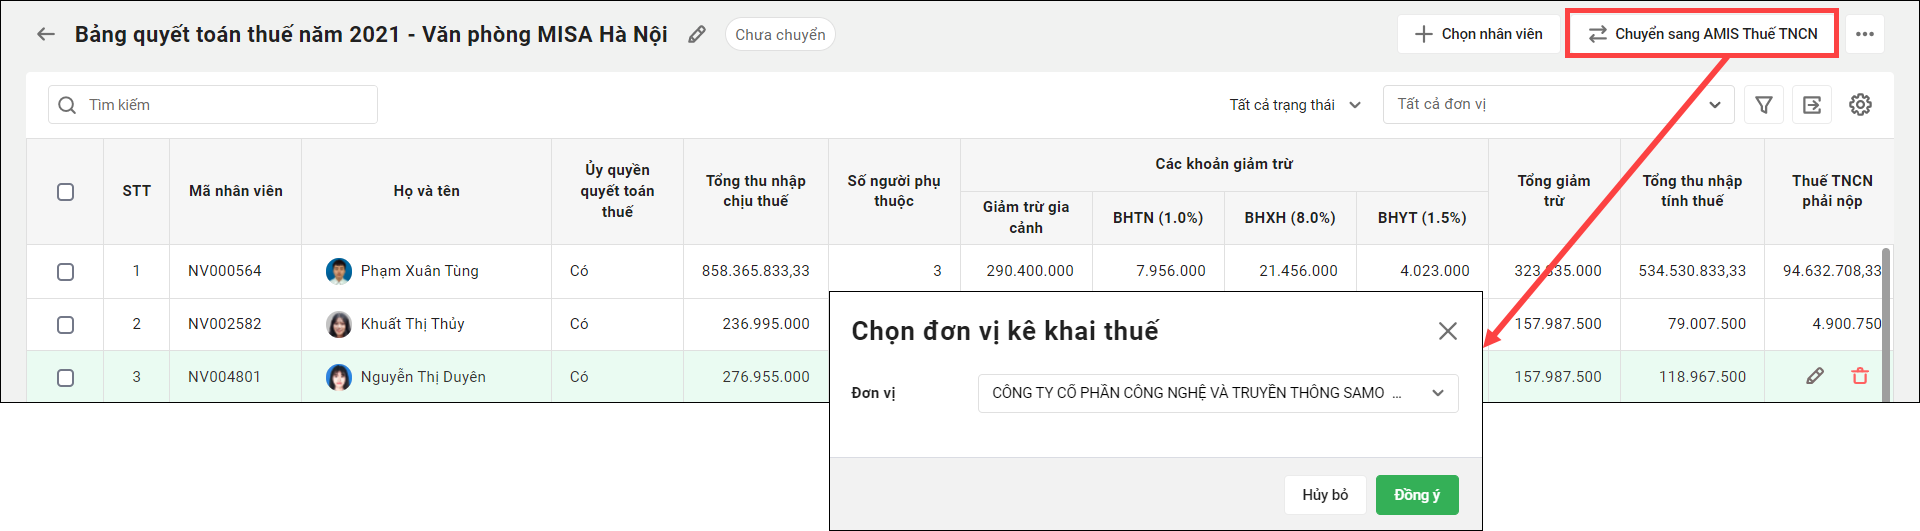 Bảng quyết toán thuế năm 2021 - Văn phòng MISA Hà Nội
Chưa chuyển
Chọn nhân viên
Chuyển sang AMIS Thuế TNCN
Tìm kiếm
Tất cả trạng thái
Tất cả đơn vị
STT
Mã nhân viên
Họ và tên
Ủy quyền
quyết toán
thuế
Tổng thu nhập
chịu thuế
Số người phụ
thuộc
Các khoản giảm trừ
Giảm trừ gia
cảnh
BHTN (1.0%)
BHXH (8.0%)
BHYT (1.5%)
Tổng giảm
trừ
Tổng thu nhập
tính thuế
Thuế TNCN
phải nộp
1 NV000564 Phạm Xuân Tùng Có 858.365.833,33 3 290.400.000 7.956.000 21.456.000 4.023.000 323.835.000 534.530.833,33 94.632.708,33
2 NV002582 Khuất Thị Thủy Có 236.995.000 157.987.500 79.007.500 4.900.750
3 NV004801 Nguyễn Thị Duyên Có 276.955.000 157.987.500 118.967.500
Chọn đơn vị kê khai thuế
Đơn vị
CÔNG TY CỔ PHẦN CÔNG NGHỆ VÀ TRUYỀN THÔNG SAMO ...
Hủy bỏ
Đồng ý